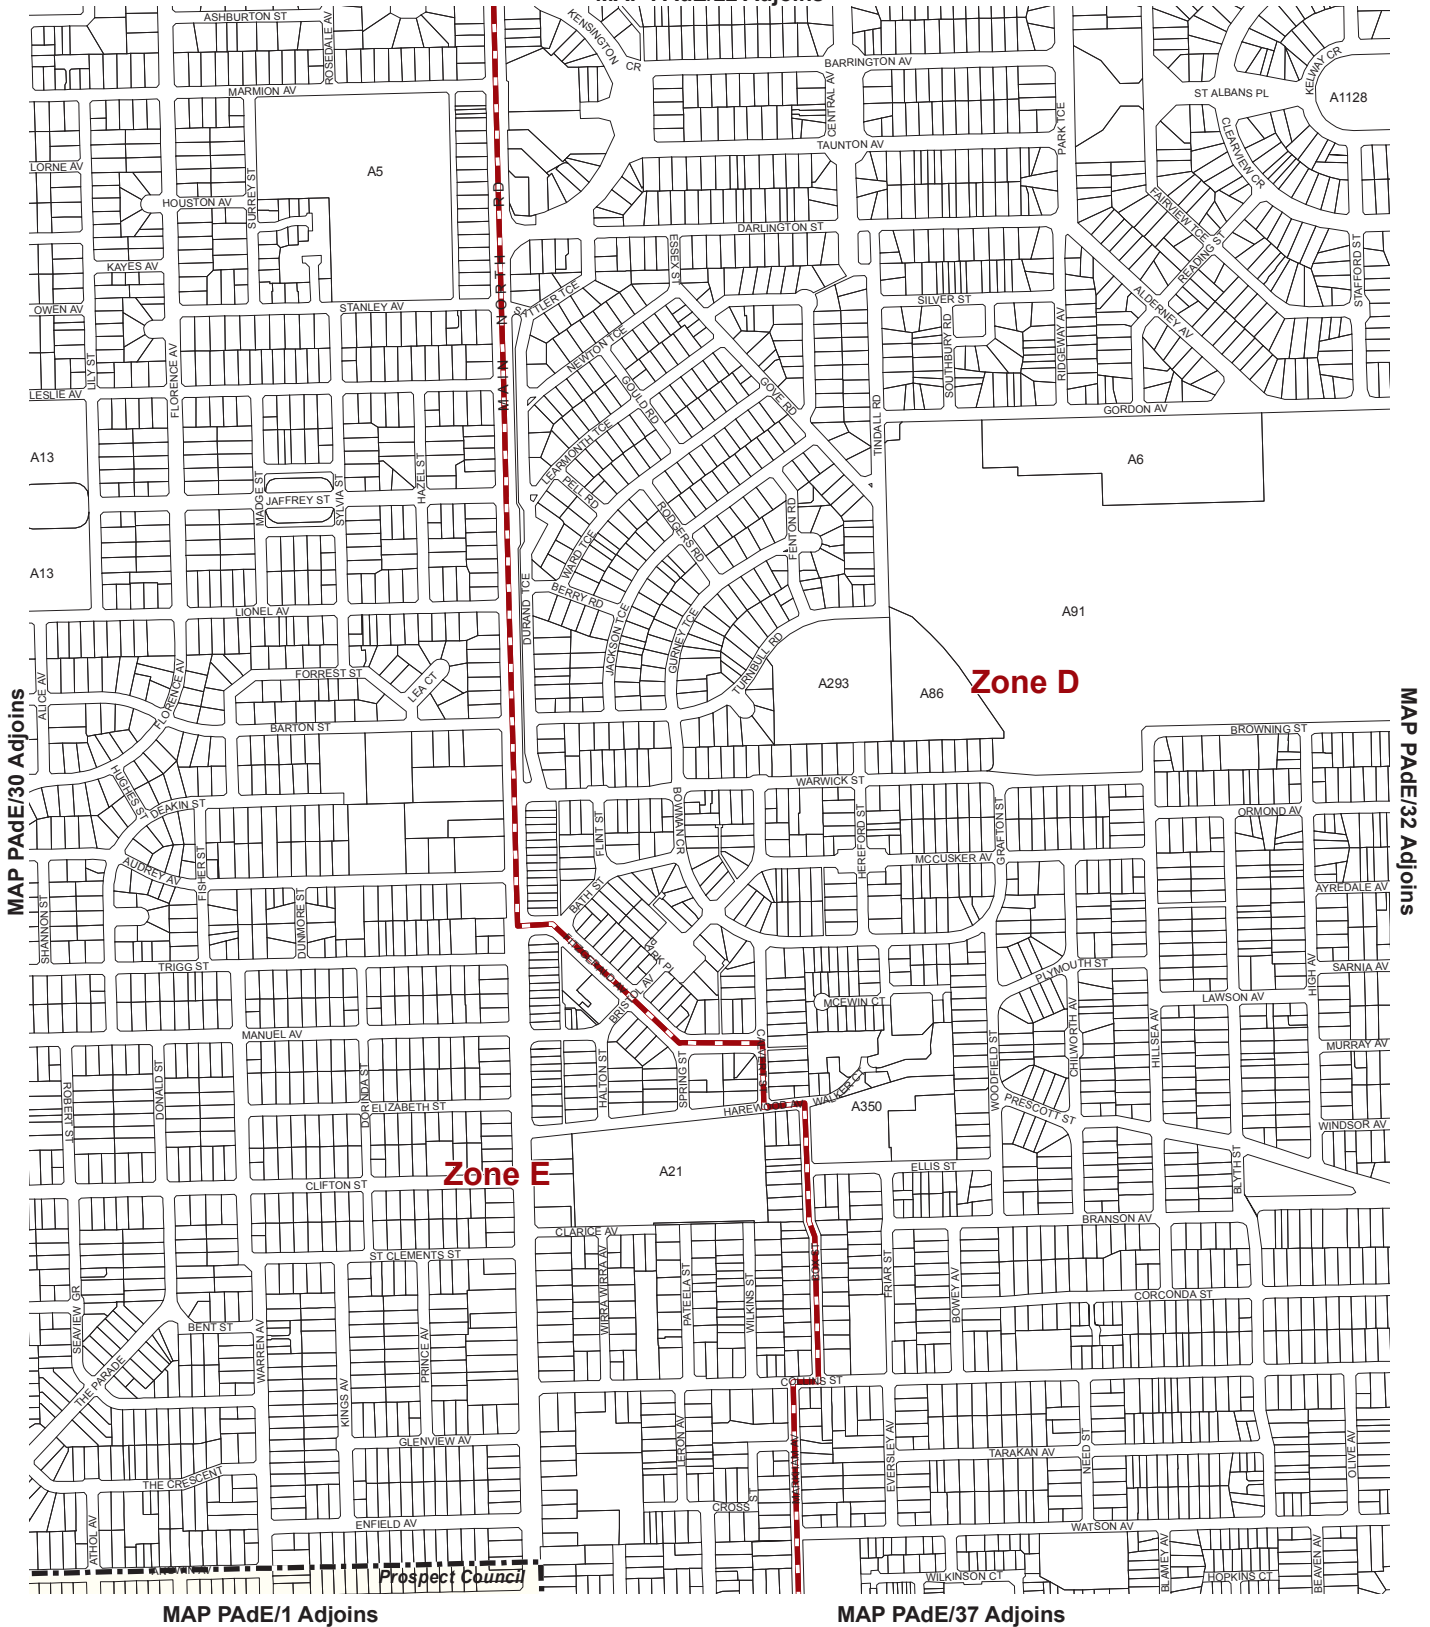 MAP PAdE/22 Adjoins
ASHBURTON ST
ROSEDALE AV
KENSINGTON
CR
BARRINGTON AV
CENTRAL AV
KELWAY CR
ST ALBANS PL
A1128
MARMION AV
PARK TCE
TAUNTON AV
CLEARVIEW CR
LORNE AV
A5
SURREY ST
HOUSTON AV
FAIRVIEW TCE
DARLINGTON ST
ESSEX ST
READING ST
STAFFORD ST
KAYES AV
MAIN NORTH RD
SATTLER TCE
SILVER ST
ALDERNEY AV
OWEN AV
STANLEY AV
NEWTON TCE
SOUTHBURY RD
RIDGEWAY AV
LILY ST
FLORENCE AV
GOULD RD
GOVE RD
LESLIE AV
TINDALL RD
GORDON AV
A13
LEARMONTH TCE
A6
MADGE ST
JAFFREY ST
SYLVIA ST
HAZEL ST
PELL RD
RODGERS RD
FENTON RD
WARD TCE
A13
DURAND TCE
BERRY RD
LIONEL AV
JACKSON TCE
GURNEY TCE
TURNBULL RD
A91
FORREST ST
LEA CT
A293
A86
Zone D
ALICE AV
FLORENCE AV
BARTON ST
BROWNING ST
MAP PAdE/30 Adjoins
MAP PAdE/32 Adjoins
HUGHES ST
DEAKIN ST
WARWICK ST
FLINT ST
BOWMAN CR
HEREFORD ST
GRAFTON ST
ORMOND AV
AUDREY AV
FISHER ST
MCCUSKER AV
AYREDALE AV
BATH ST
SHANNON ST
DUNMORE ST
PARK PL
TRIGG ST
BRISTOL AV
PLYMOUTH ST
HIGH AV
SARNIA AV
MCEWIN CT
LAWSON AV
MANUEL AV
WOODFIELD ST
CHILWORTH AV
HILLSEA AV
MURRAY AV
ROBERT ST
DONALD ST
DORINDA ST
ELIZABETH ST
HALTON ST
SPRING ST
HAREWOOD AV
WALKER CT
A350
PRESCOTT ST
WINDSOR AV
Zone E
A21
ELLIS ST
BLYTH ST
CLIFTON ST
CLARICE AV
BRANSON AV
ST CLEMENTS ST
WIRRA WIRRA AV
PATEELA ST
WILKINS ST
FRIAR ST
BOWEY AV
CORCONDA ST
SEAVIEW GR
BENT ST
WARREN AV
PRINCE AV
THE PARADE
KINGS AV
COLLINS ST
GLENVIEW AV
LERON AV
EVERSLEY AV
TARAKAN AV
NEED ST
OLIVE AV
THE CRESCENT
CROSS
ST
ENFIELD AV
WATSON AV
ATHOL AV
Prospect Council
WILKINSON CT
BLAMEY AV
HOPKINS CT
BEAVEN AV
MAP PAdE/1 Adjoins
MAP PAdE/37 Adjoins